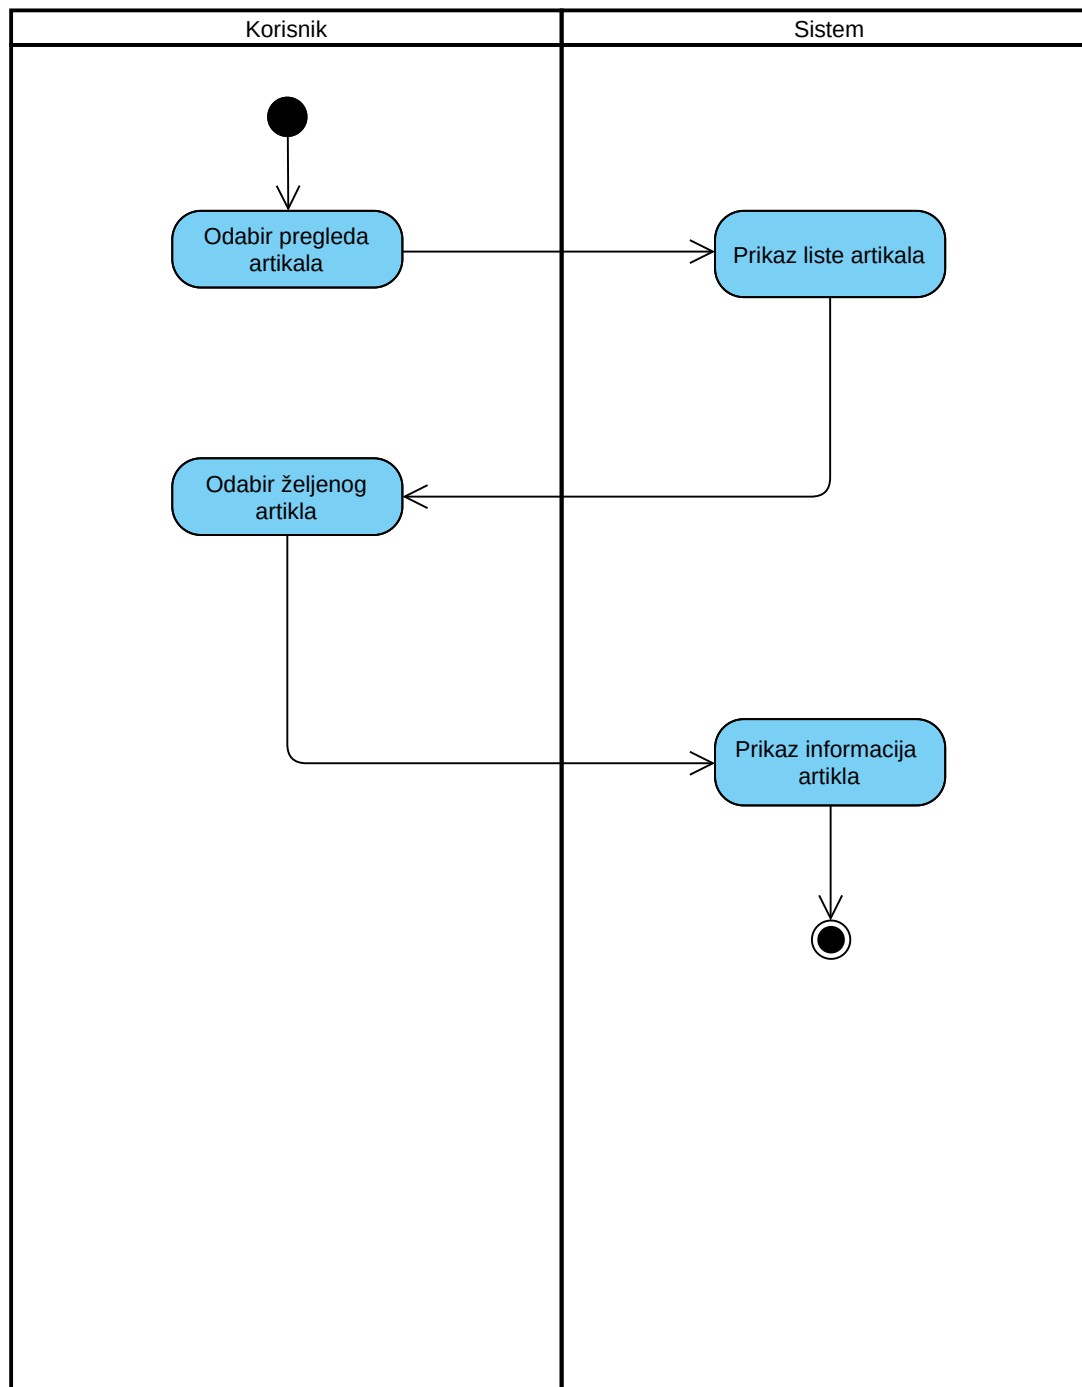 Korisnik
Sistem
Odabir pregleda
artikala
Prikaz liste artikala
Odabir željenog
artikla
Prikaz informacija
artikla